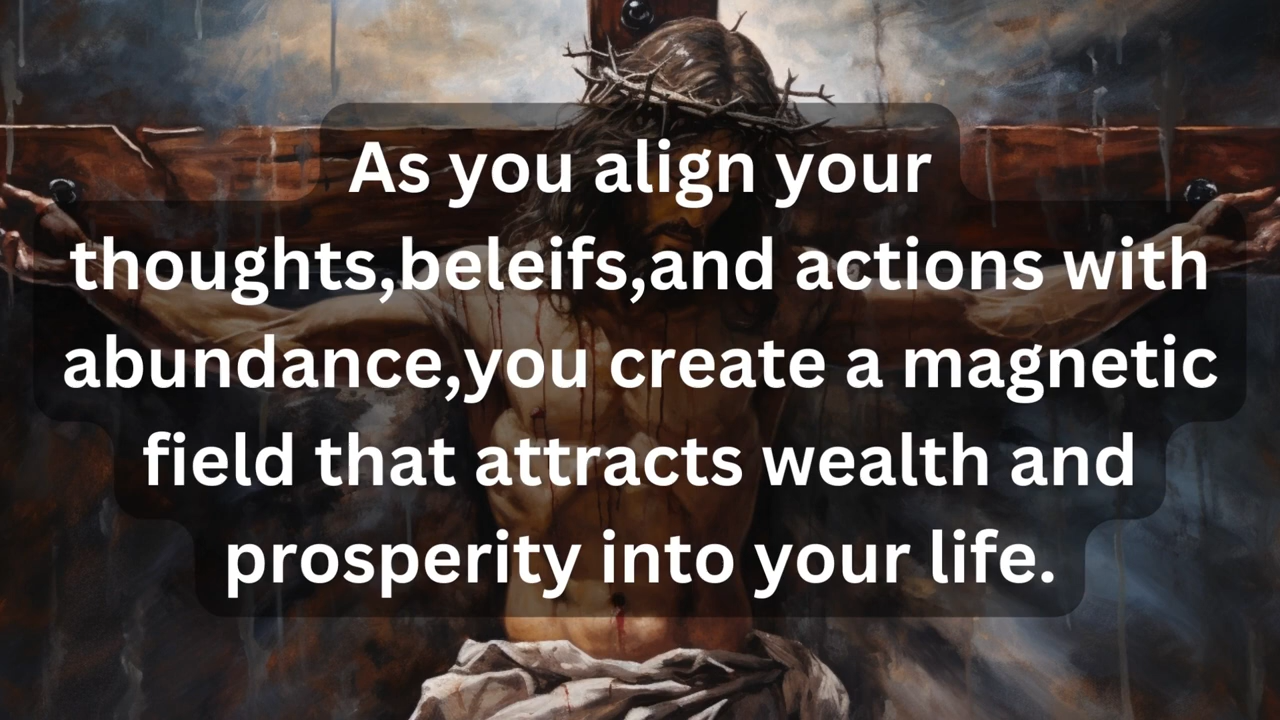 As you align your
thoughts,beleifs,and actions with
abundance,you create a magnetic
field that attracts wealth and
prosperity into your life.